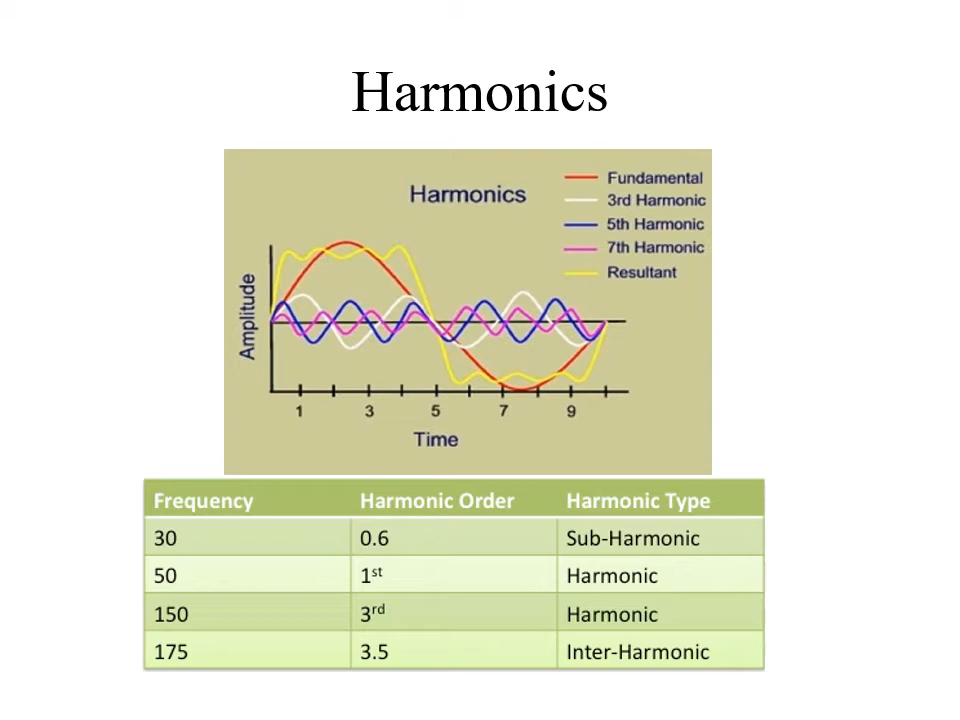 Harmonics
Harmonics
Fundamental
3rd Harmonic
5th Harmonic
7th Harmonic
Resultant
Amplitude
1 3 5 7 9
Time
Frequency Harmonic Order Harmonic Type
30 0.6 Sub-Harmonic
50 1st Harmonic
150 3rd Harmonic
175 3.5 Inter-Harmonic